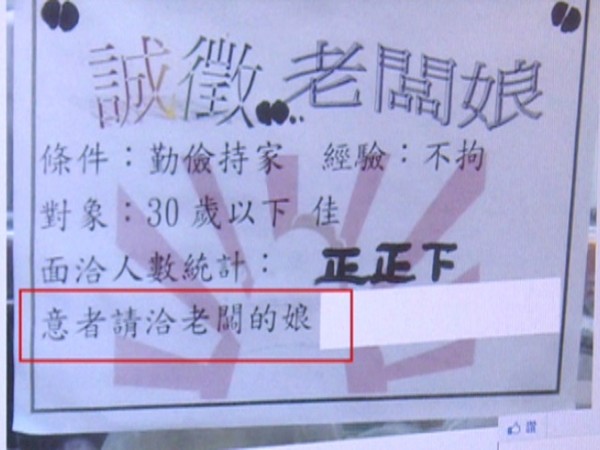 誠徵 老闆娘
條件：勤儉持家 經驗：不拘
對象：30歲以下 佳
面洽人數統計： 正正下
意者請洽老闆的娘
讚